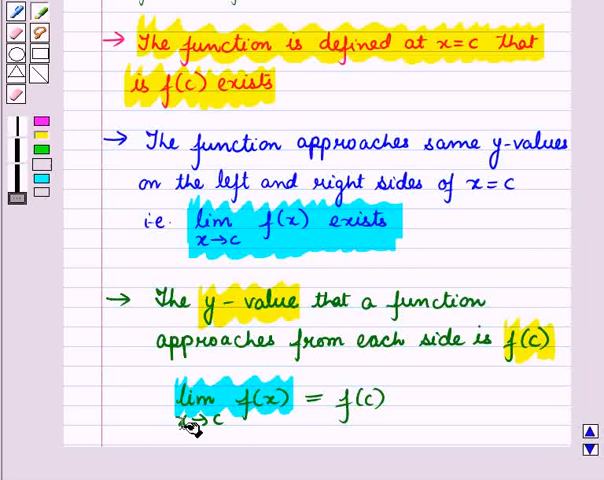 → The function is defined at x=c that
is f(c) exists
→ The function approaches same y-values
on the left and right sides of x=c
i.e. lim f(x) exists
x→c
→ The y-value that a function
approaches from each side is f(c)
lim f(x) = f(c)
x→c